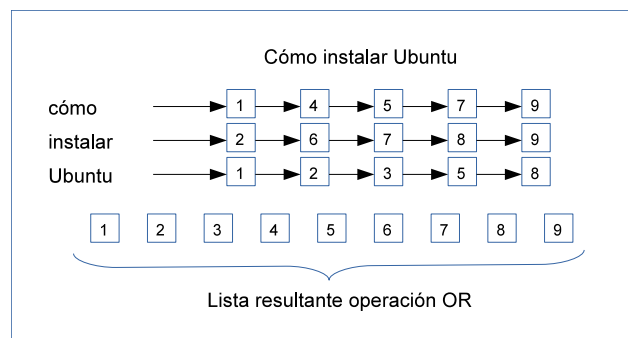 Cómo instalar Ubuntu
cómo 1 4 5 7 9
instalar 2 6 7 8 9
Ubuntu 1 2 3 5 8
1 2 3 4 5 6 7 8 9
Lista resultante operación OR